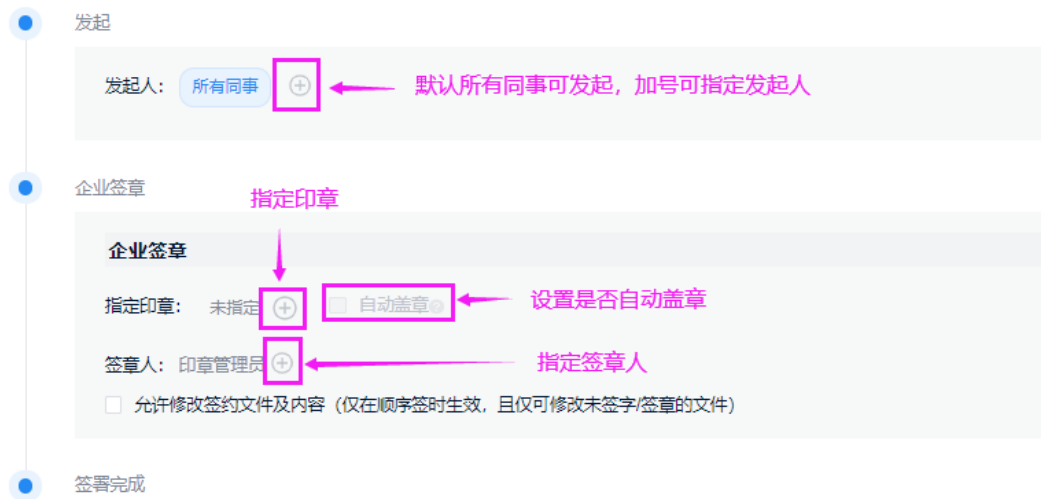 发起
发起人： 所有同事 默认所有同事可发起，加号可指定发起人
企业签章
指定印章
企业签章
指定印章： 未指定 自动盖章 设置是否自动盖章
签章人： 印章管理员 指定签章人
允许修改签约文件及内容（仅在顺序签时生效，且仅可修改未签字/签章的文件）
签署完成